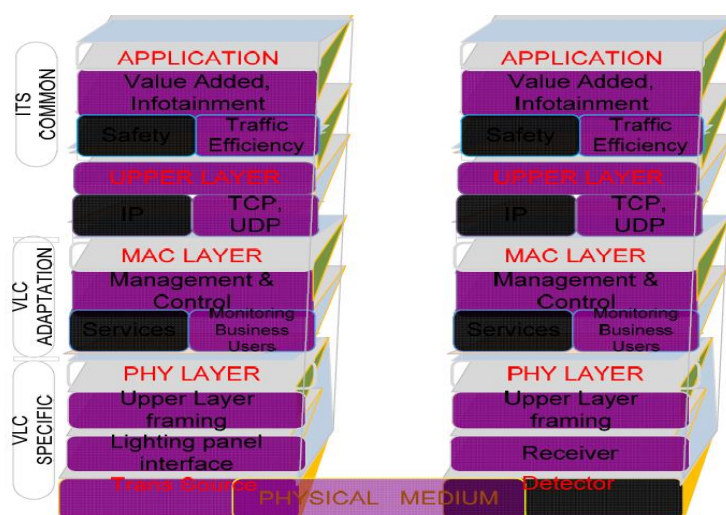 ITS
COMMON
VLC
ADAPTATION
VLC
SPECIFIC
APPLICATION
Value Added,
Infotainment
Safety
Traffic
Efficiency
UPPER LAYER
IP
TCP,
UDP
MAC LAYER
Management &
Control
Services
Monitoring
Business
Users
PHY LAYER
Upper Layer
framing
Lighting panel
interface
Trans Source
PHYSICAL MEDIUM
APPLICATION
Value Added,
Infotainment
Safety
Traffic
Efficiency
UPPER LAYER
IP
TCP,
UDP
MAC LAYER
Management &
Control
Services
Monitoring
Business
Users
PHY LAYER
Upper Layer
framing
Receiver
Detector